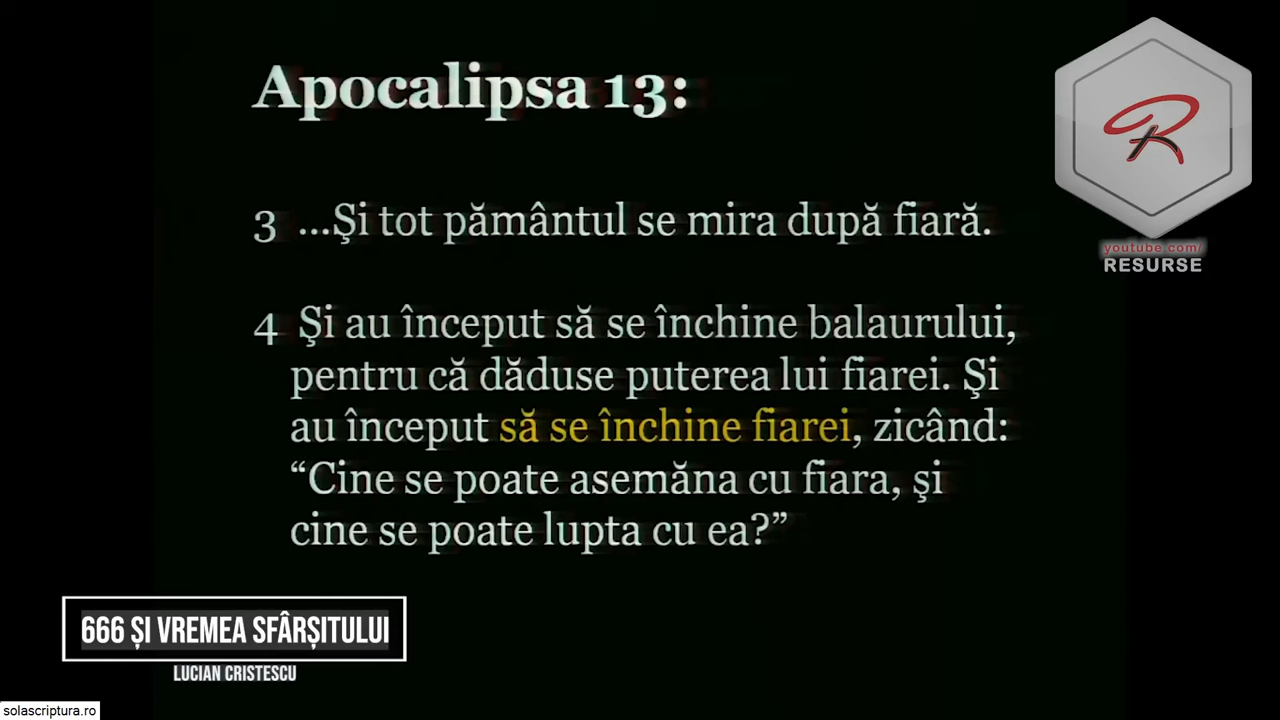 Apocalipsa 13:
3 ...Şi tot pământul se mira după fiară.
4 Şi au început să se închine balaurului,
pentru că dăduse puterea lui fiarei. Şi
au început să se închine fiarei, zicând:
“Cine se poate asemăna cu fiara, şi
cine se poate lupta cu ea?”
R
youtube.com/
RESURSE
666 ȘI VREMEA SFÂRȘITULUI
LUCIAN CRISTESCU
solascriptura.ro